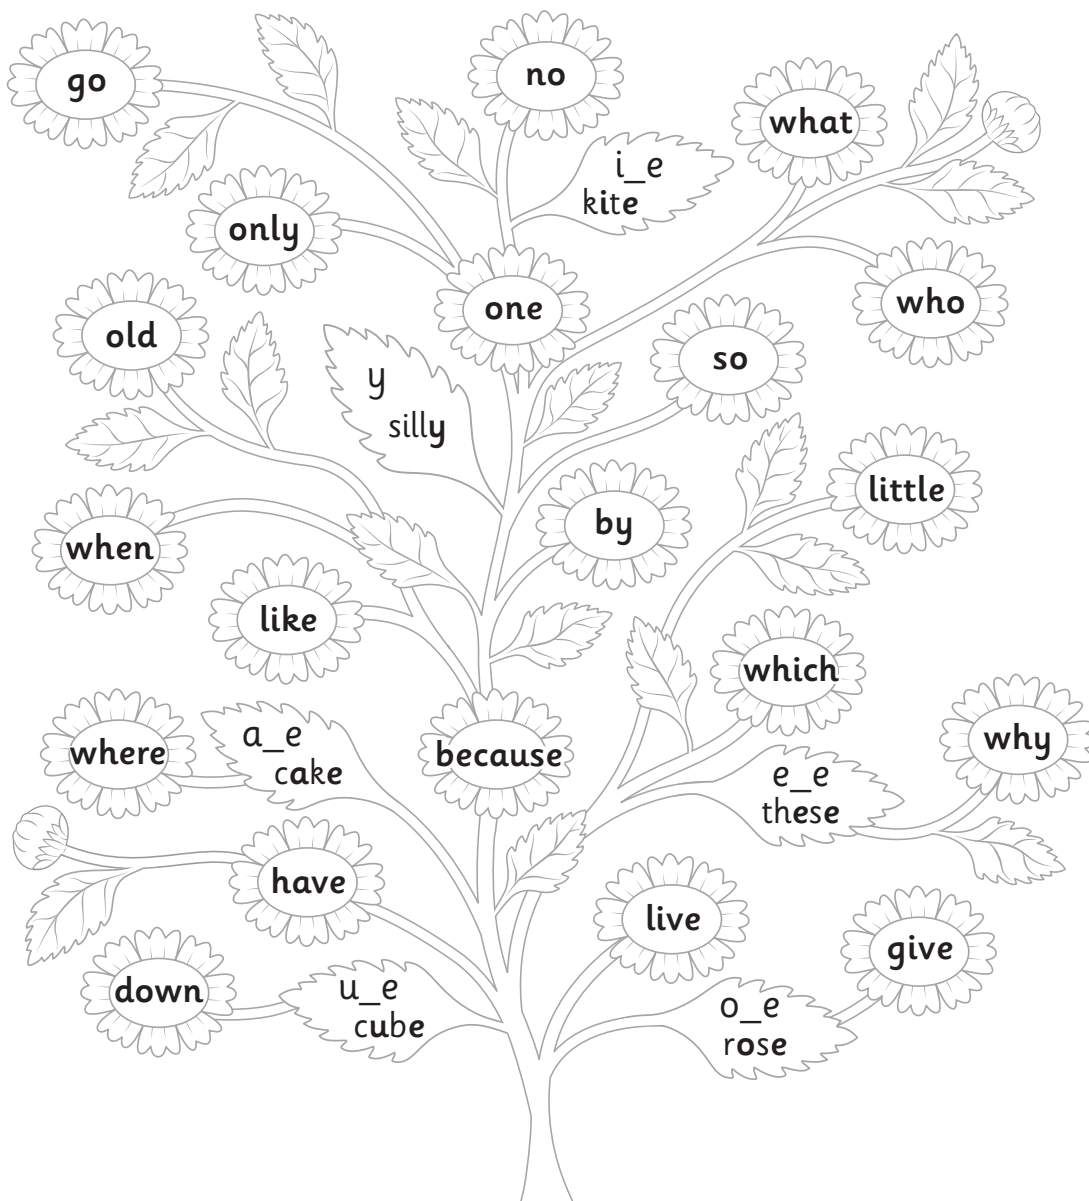 go
no
what
i_e
kite
only
one
who
old
so
y
silly
little
by
when
like
which
where
a_e
cake
because
why
e_e
these
have
live
give
down
u_e
cube
o_e
rose